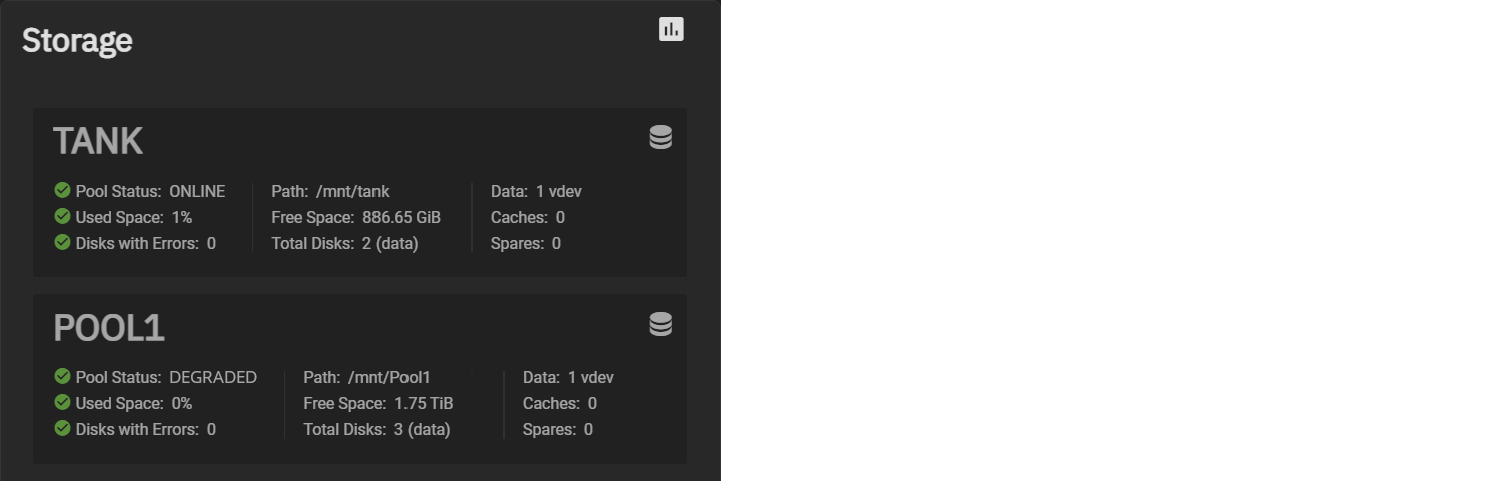 Storage
TANK
Pool Status: ONLINE
Used Space: 1%
Disks with Errors: 0
Path: /mnt/tank
Free Space: 886.65 GiB
Total Disks: 2 (data)
Data: 1 vdev
Caches: 0
Spares: 0
POOL1
Pool Status: DEGRADED
Used Space: 0%
Disks with Errors: 0
Path: /mnt/Pool1
Free Space: 1.75 TiB
Total Disks: 3 (data)
Data: 1 vdev
Caches: 0
Spares: 0